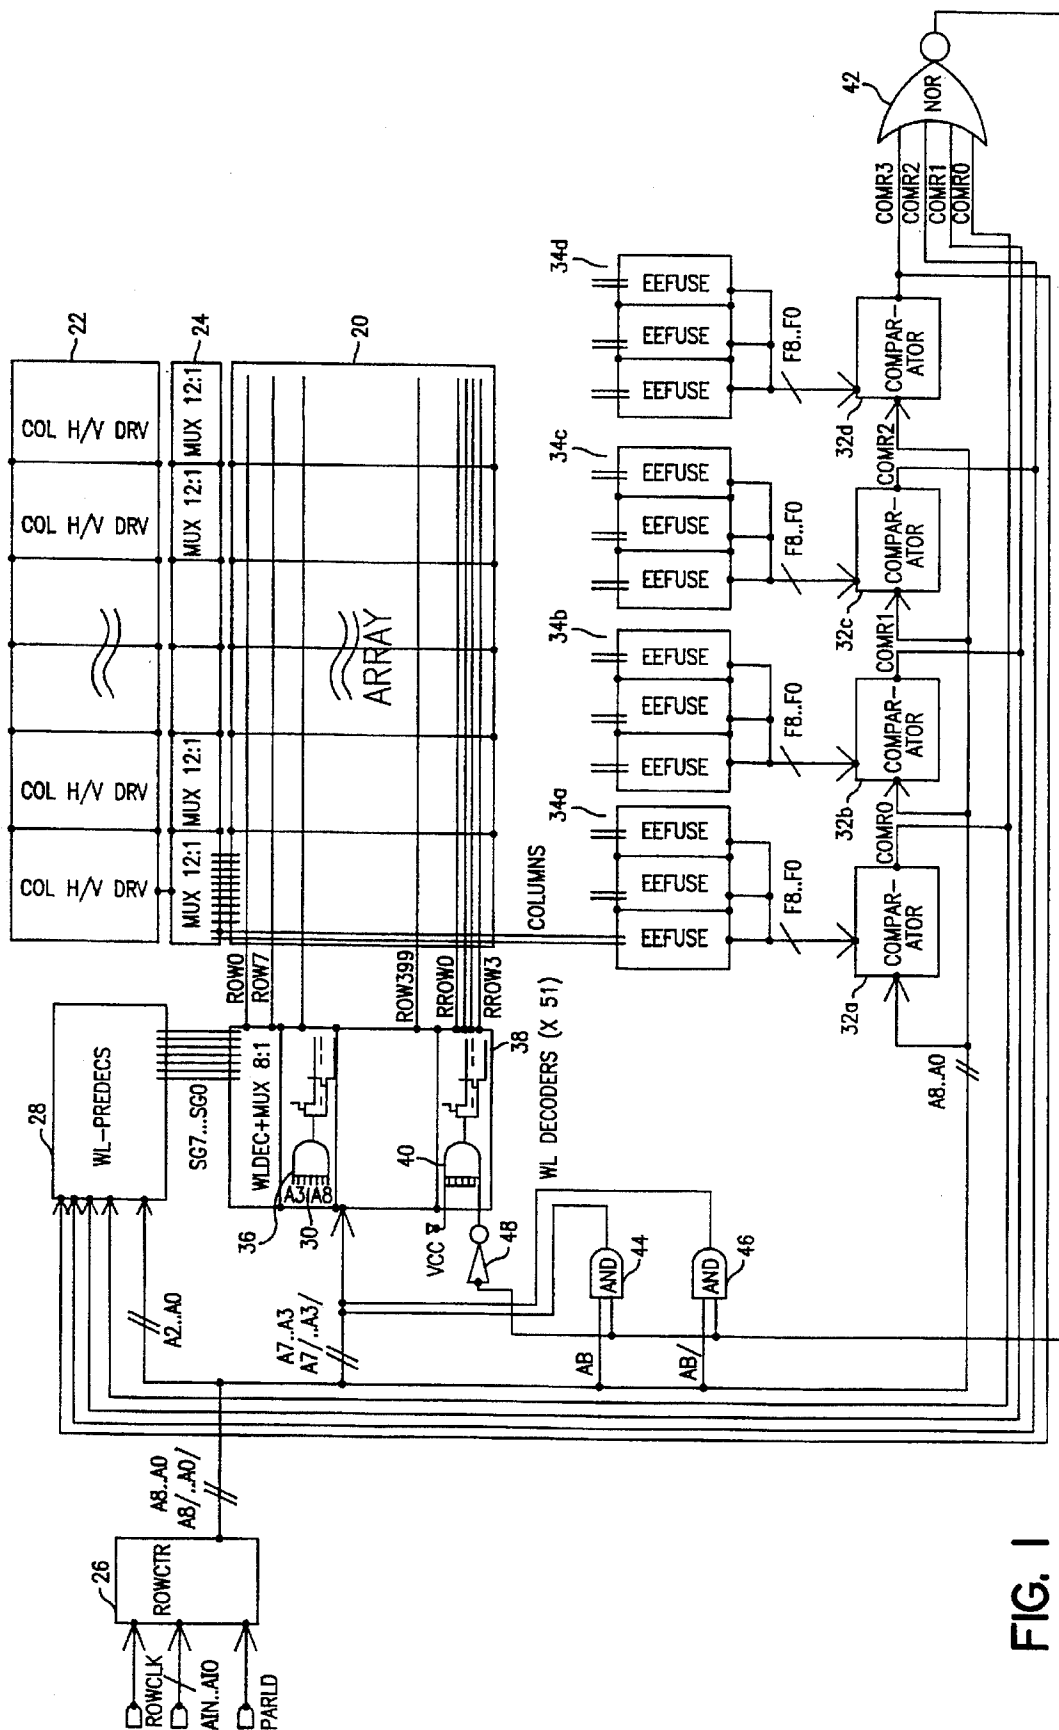 22
COL H/V DRV
COL H/V DRV
COL H/V DRV
COL H/V DRV
24
MUX 12:1
MUX 12:1
MUX 12:1
MUX 12:1
20
ARRAY
28
WL-PREDECS
SG7...SG0
ROW0
ROW7
ROW399
RROW0
RROW3
WLDEC+MUX 8:1
36
A3
A8
30
40
38
WL DECODERS (X 51)
COLUMNS
VCC
48
26
ROWCTR
ROWCLK
AIN..AI0
PARLD
A8..A0
A8/..A0/
A2..A0
A7..A3
A7/..A3/
A8
AND
44
A8/
AND
46
34a
EEFUSE
EEFUSE
EEFUSE
34b
EEFUSE
EEFUSE
EEFUSE
34c
EEFUSE
EEFUSE
EEFUSE
34d
EEFUSE
EEFUSE
EEFUSE
F8..F0
F8..F0
F8..F0
F8..F0
32a
COMPAR-
ATOR
COMR0
32b
COMPAR-
ATOR
COMR1
32c
COMPAR-
ATOR
COMR2
32d
COMPAR-
ATOR
A8..A0
COMR3
COMR2
COMR1
COMR0
42
NOR
FIG. 1